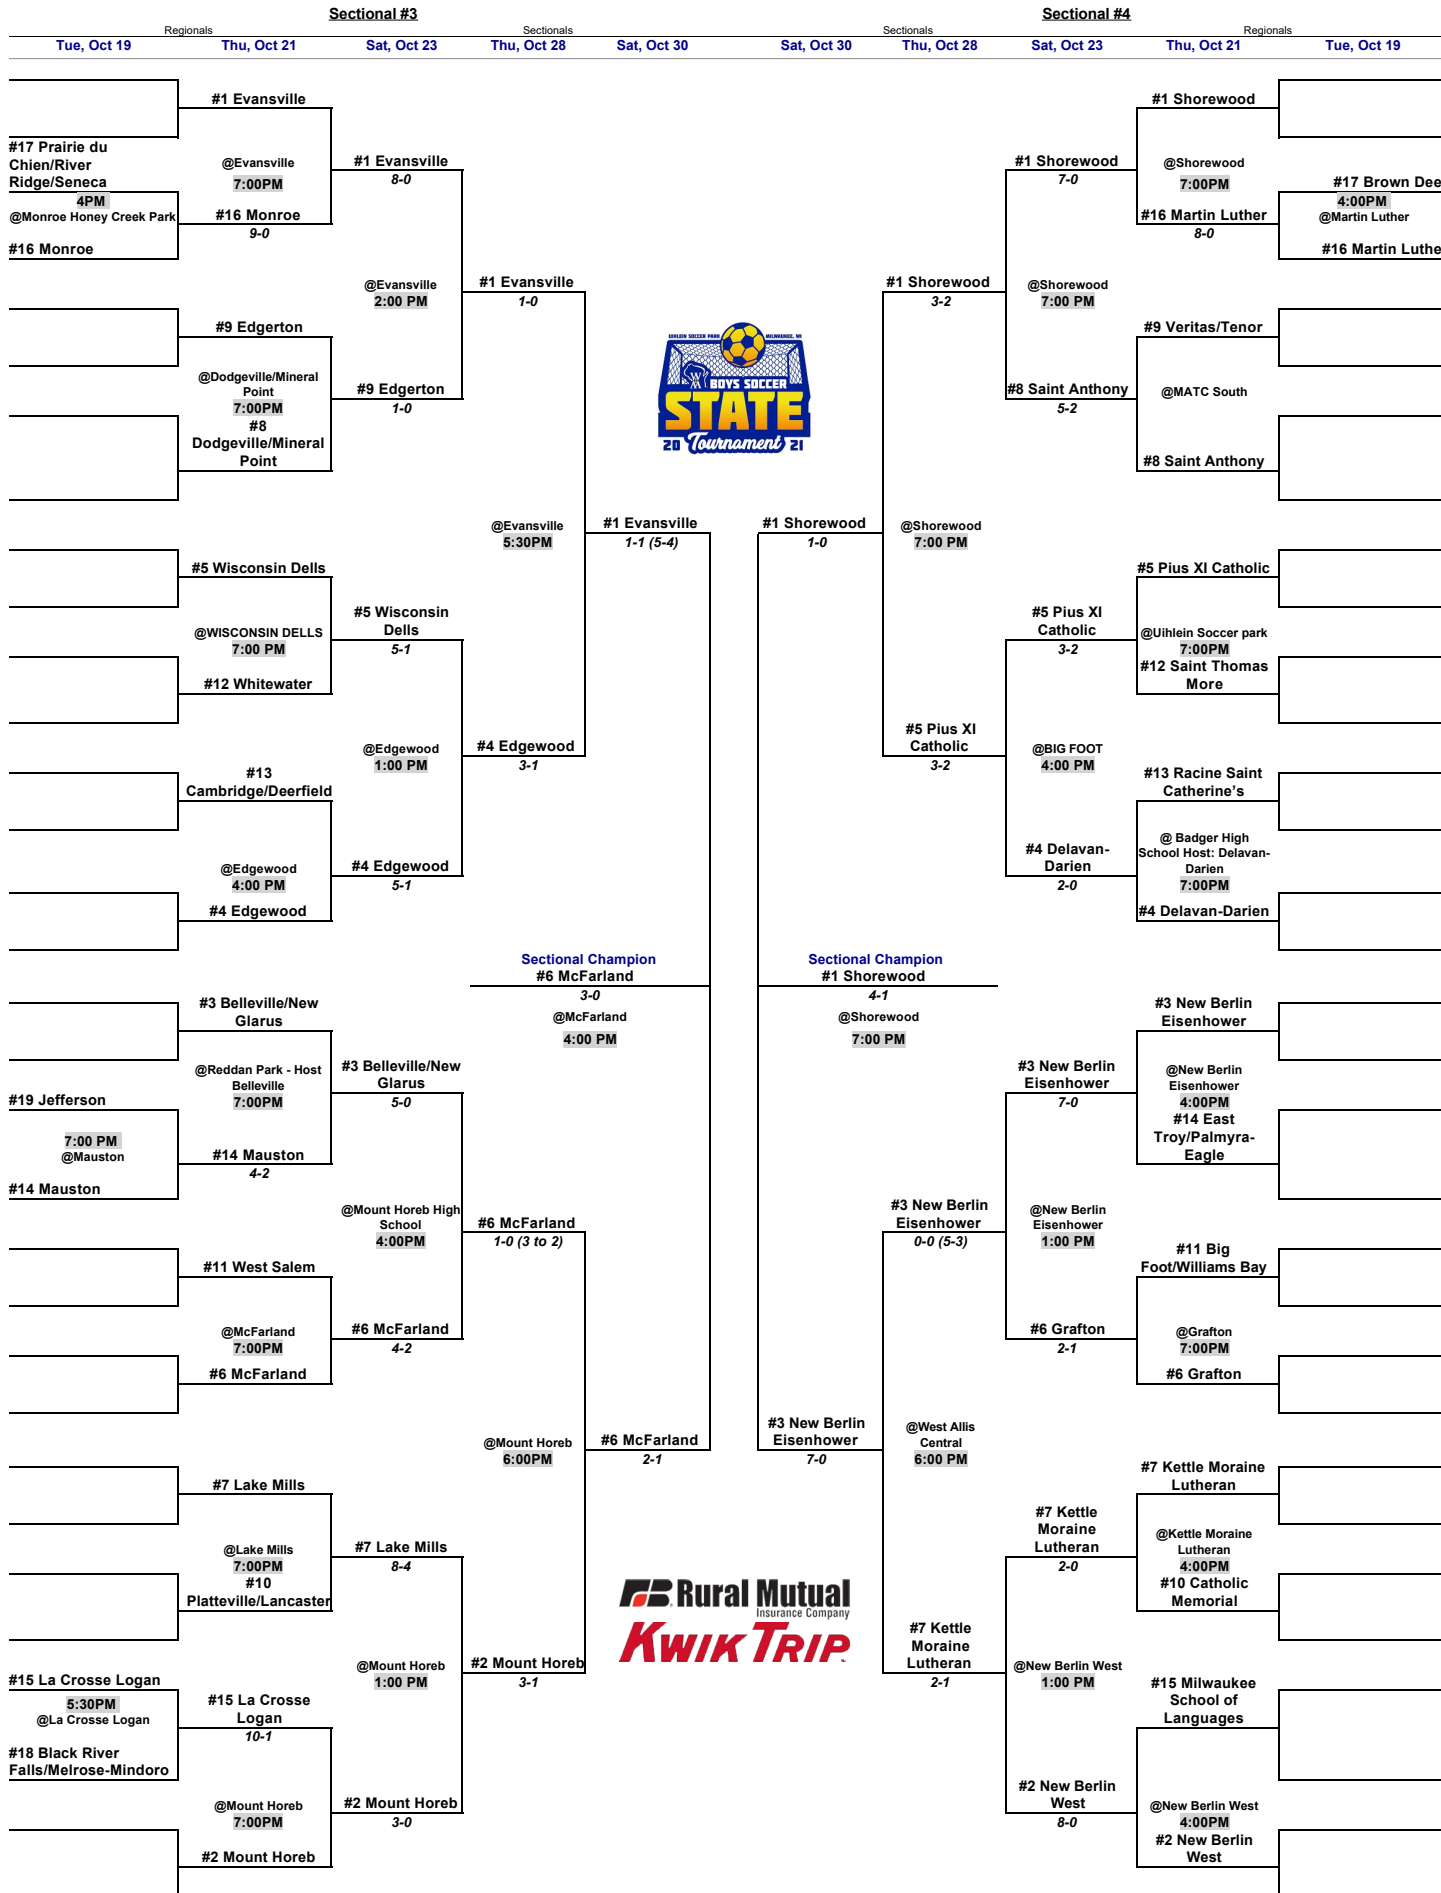 Sectional #3
Regionals
Sectionals
Tue, Oct 19
Thu, Oct 21
Sat, Oct 23
Thu, Oct 28
Sat, Oct 30
#17 Prairie du
Chien/River
Ridge/Seneca
4PM
@Monroe Honey Creek Park
#16 Monroe
#19 Jefferson
7:00 PM
@Mauston
#14 Mauston
#15 La Crosse Logan
5:30PM
@La Crosse Logan
#18 Black River
Falls/Melrose-Mindoro
#1 Evansville
@Evansville
7:00PM
#16 Monroe
9-0
#9 Edgerton
@Dodgeville/Mineral
Point
7:00PM
#8
Dodgeville/Mineral
Point
#5 Wisconsin Dells
@WISCONSIN DELLS
7:00 PM
#12 Whitewater
#13
Cambridge/Deerfield
@Edgewood
4:00 PM
#4 Edgewood
#3 Belleville/New
Glarus
@Reddan Park - Host
Belleville
7:00PM
#14 Mauston
4-2
#11 West Salem
@McFarland
7:00PM
#6 McFarland
#7 Lake Mills
@Lake Mills
7:00PM
#10
Platteville/Lancaster
#15 La Crosse
Logan
10-1
@Mount Horeb
7:00PM
#2 Mount Horeb
#1 Evansville
8-0
@Evansville
2:00 PM
#9 Edgerton
1-0
#5 Wisconsin
Dells
5-1
@Edgewood
1:00 PM
#4 Edgewood
5-1
#3 Belleville/New
Glarus
5-0
@Mount Horeb High
School
4:00PM
#6 McFarland
4-2
#7 Lake Mills
8-4
@Mount Horeb
1:00 PM
#2 Mount Horeb
3-0
#1 Evansville
1-0
@Evansville
5:30PM
#4 Edgewood
3-1
#6 McFarland
1-0 (3 to 2)
@Mount Horeb
6:00PM
#2 Mount Horeb
3-1
#1 Evansville
1-1 (5-4)
Sectional Champion
#6 McFarland
3-0
@McFarland
4:00 PM
#6 McFarland
2-1
UIHLEIN SOCCER PARK
MILWAUKEE, WI
BOYS SOCCER
STATE
20 Tournament 21
Rural Mutual
Insurance Company
KWIK TRIP
Sectional #4
Sectionals
Regionals
Sat, Oct 30
Thu, Oct 28
Sat, Oct 23
Thu, Oct 21
Tue, Oct 19
#1 Shorewood
1-0
Sectional Champion
#1 Shorewood
4-1
@Shorewood
7:00 PM
#3 New Berlin
Eisenhower
7-0
#1 Shorewood
3-2
@Shorewood
7:00 PM
#5 Pius XI
Catholic
3-2
#3 New Berlin
Eisenhower
0-0 (5-3)
@West Allis
Central
6:00 PM
#7 Kettle
Moraine
Lutheran
2-1
#1 Shorewood
7-0
@Shorewood
7:00 PM
#8 Saint Anthony
5-2
#5 Pius XI
Catholic
3-2
@BIG FOOT
4:00 PM
#4 Delavan-
Darien
2-0
#3 New Berlin
Eisenhower
7-0
@New Berlin
Eisenhower
1:00 PM
#6 Grafton
2-1
#7 Kettle
Moraine
Lutheran
2-0
@New Berlin West
1:00 PM
#2 New Berlin
West
8-0
#1 Shorewood
@Shorewood
7:00PM
#16 Martin Luther
8-0
#9 Veritas/Tenor
@MATC South
#8 Saint Anthony
#5 Pius XI Catholic
@Uihlein Soccer park
7:00PM
#12 Saint Thomas
More
#13 Racine Saint
Catherine's
@ Badger High
School Host: Delavan-
Darien
7:00PM
#4 Delavan-Darien
#3 New Berlin
Eisenhower
@New Berlin
Eisenhower
4:00PM
#14 East
Troy/Palmyra-
Eagle
#11 Big
Foot/Williams Bay
@Grafton
7:00PM
#6 Grafton
#7 Kettle Moraine
Lutheran
@Kettle Moraine
Lutheran
4:00PM
#10 Catholic
Memorial
#15 Milwaukee
School of
Languages
@New Berlin West
4:00PM
#2 New Berlin
West
#17 Brown Dee
4:00PM
@Martin Luther
#16 Martin Luthe